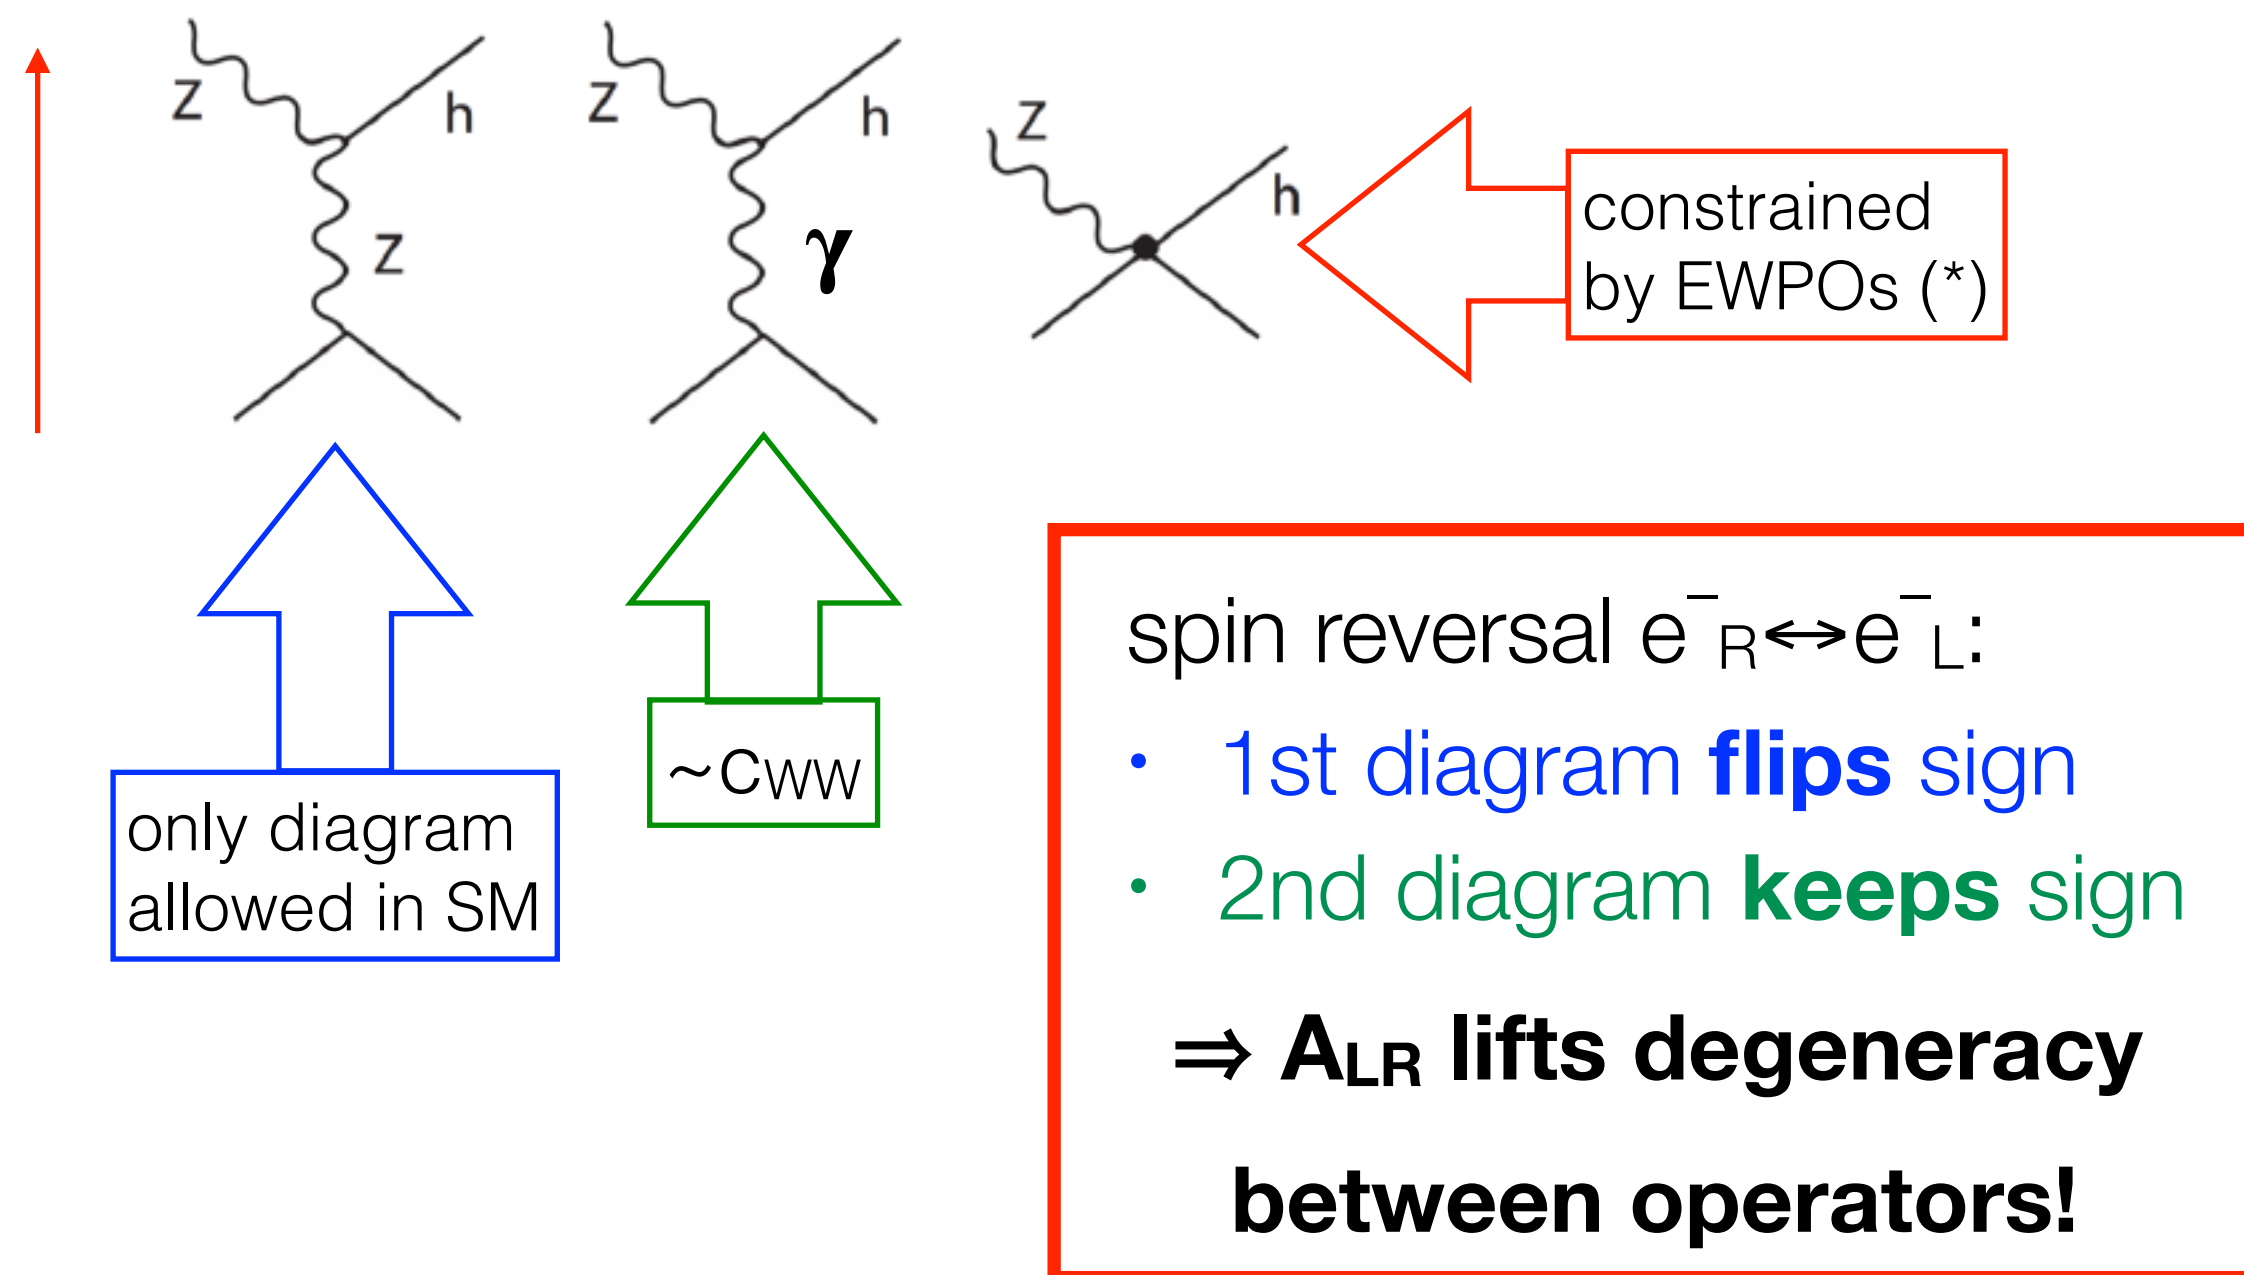 Z
h
Z
Z
h
γ
Z
h
constrained
by EWPOs (*)
only diagram
allowed in SM
~cWW
spin reversal e⁻R↔e⁻L:
• 1st diagram flips sign
• 2nd diagram keeps sign
⇒ ALR lifts degeneracy
between operators!